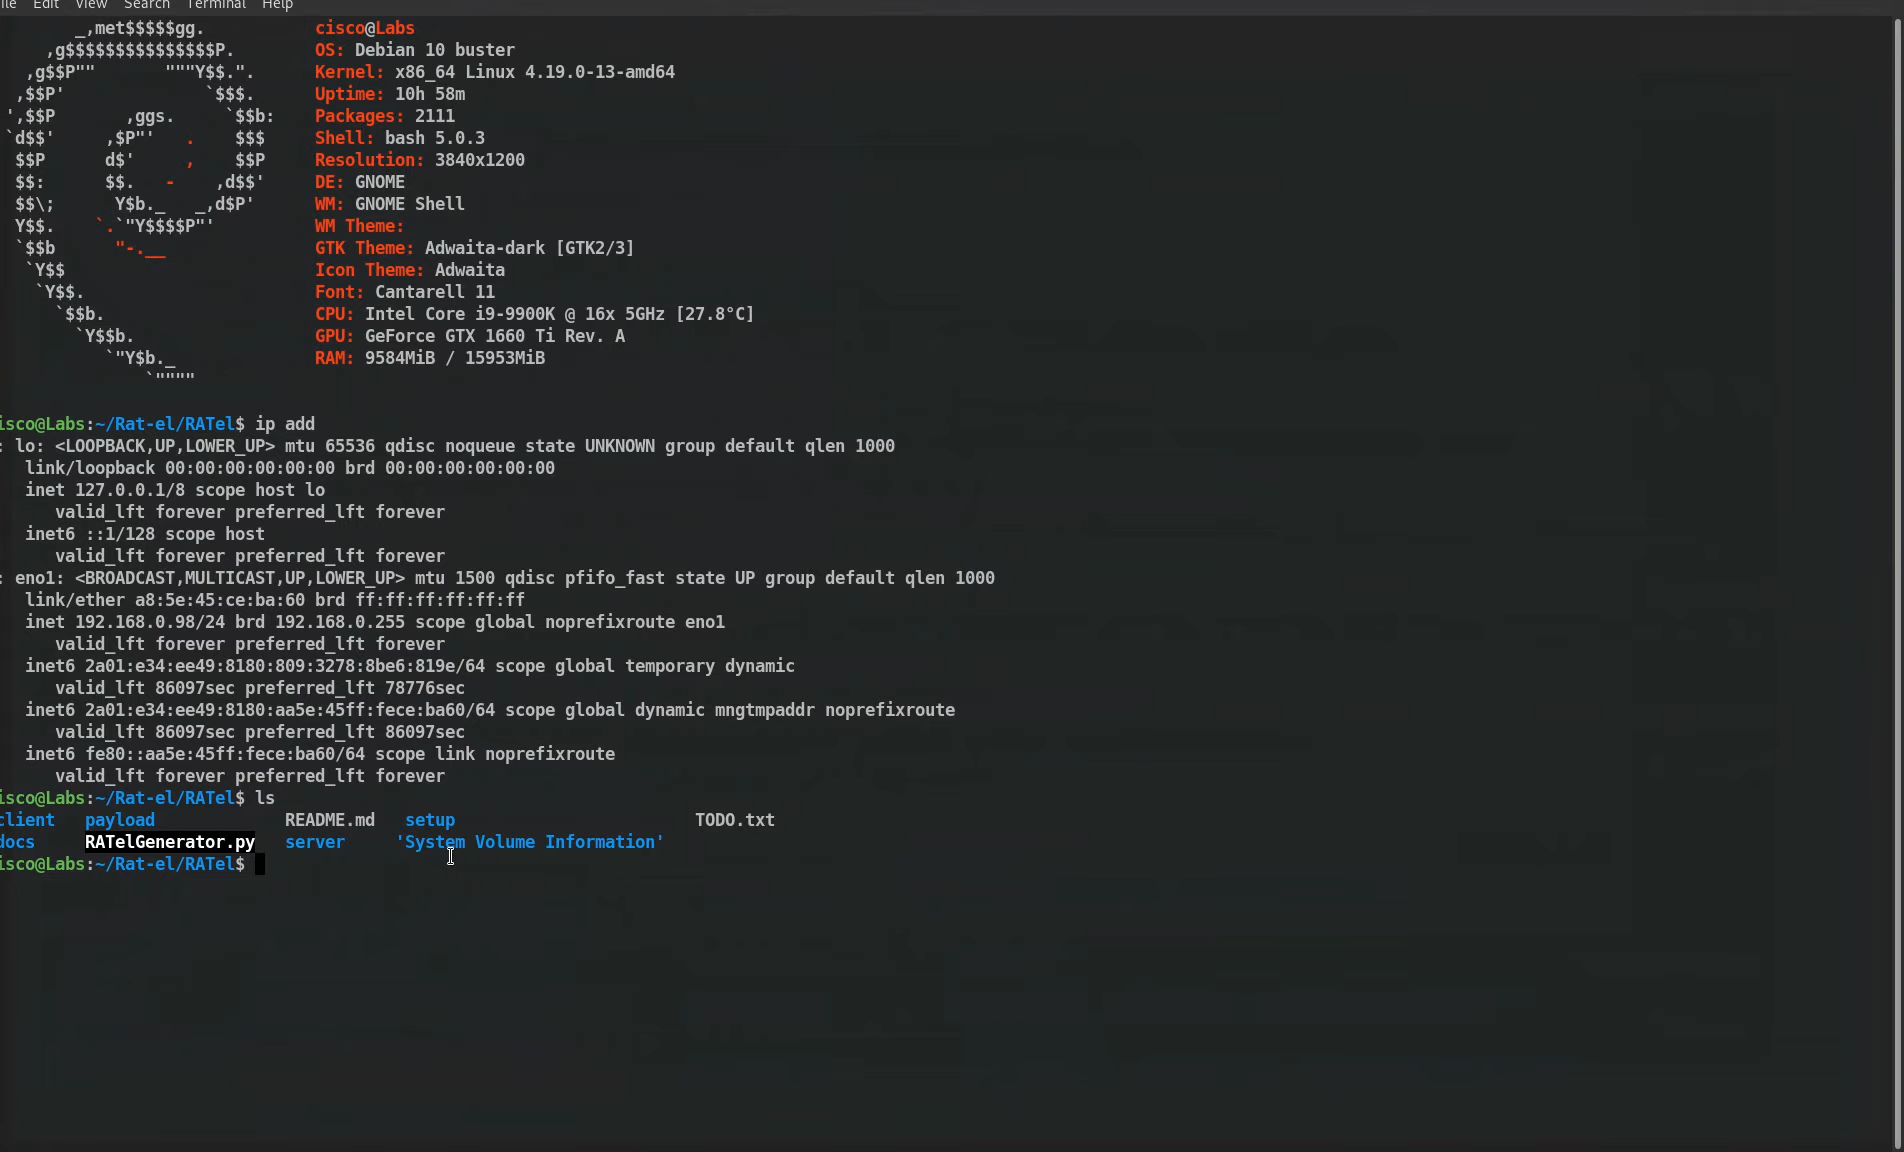 ile Edit View Search Terminal Help
_,met$$$$$gg. cisco@Labs
,g$$$$$$$$$$$$$$$P. OS: Debian 10 buster
,g$$P"" """Y$$.". Kernel: x86_64 Linux 4.19.0-13-amd64
,$$P' `$$$. Uptime: 10h 58m
',$$P ,ggs. `$$b: Packages: 2111
`d$$' ,$P"' . $$$ Shell: bash 5.0.3
$$P d$' , $$P Resolution: 3840x1200
$$: $$. - ,d$$' DE: GNOME
$$\; Y$b._ _,d$P' WM: GNOME Shell
Y$$. `.`"Y$$$$P"' WM Theme:
`$$b "-.__ GTK Theme: Adwaita-dark [GTK2/3]
`Y$$ Icon Theme: Adwaita
`Y$$. Font: Cantarell 11
`$$b. CPU: Intel Core i9-9900K @ 16x 5GHz [27.8°C]
`Y$$b. GPU: GeForce GTX 1660 Ti Rev. A
`"Y$b._ RAM: 9584MiB / 15953MiB
`""""
isco@Labs:~/Rat-el/RATel$ ip add
: lo: <LOOPBACK,UP,LOWER_UP> mtu 65536 qdisc noqueue state UNKNOWN group default qlen 1000
link/loopback 00:00:00:00:00:00 brd 00:00:00:00:00:00
inet 127.0.0.1/8 scope host lo
valid_lft forever preferred_lft forever
inet6 ::1/128 scope host
valid_lft forever preferred_lft forever
: eno1: <BROADCAST,MULTICAST,UP,LOWER_UP> mtu 1500 qdisc pfifo_fast state UP group default qlen 1000
link/ether a8:5e:45:ce:ba:60 brd ff:ff:ff:ff:ff:ff
inet 192.168.0.98/24 brd 192.168.0.255 scope global noprefixroute eno1
valid_lft forever preferred_lft forever
inet6 2a01:e34:ee49:8180:809:3278:8be6:819e/64 scope global temporary dynamic
valid_lft 86097sec preferred_lft 78776sec
inet6 2a01:e34:ee49:8180:aa5e:45ff:fece:ba60/64 scope global dynamic mngtmpaddr noprefixroute
valid_lft 86097sec preferred_lft 86097sec
inet6 fe80::aa5e:45ff:fece:ba60/64 scope link noprefixroute
valid_lft forever preferred_lft forever
isco@Labs:~/Rat-el/RATel$ ls
client payload README.md setup TODO.txt
docs RATelGenerator.py server 'System Volume Information'
isco@Labs:~/Rat-el/RATel$